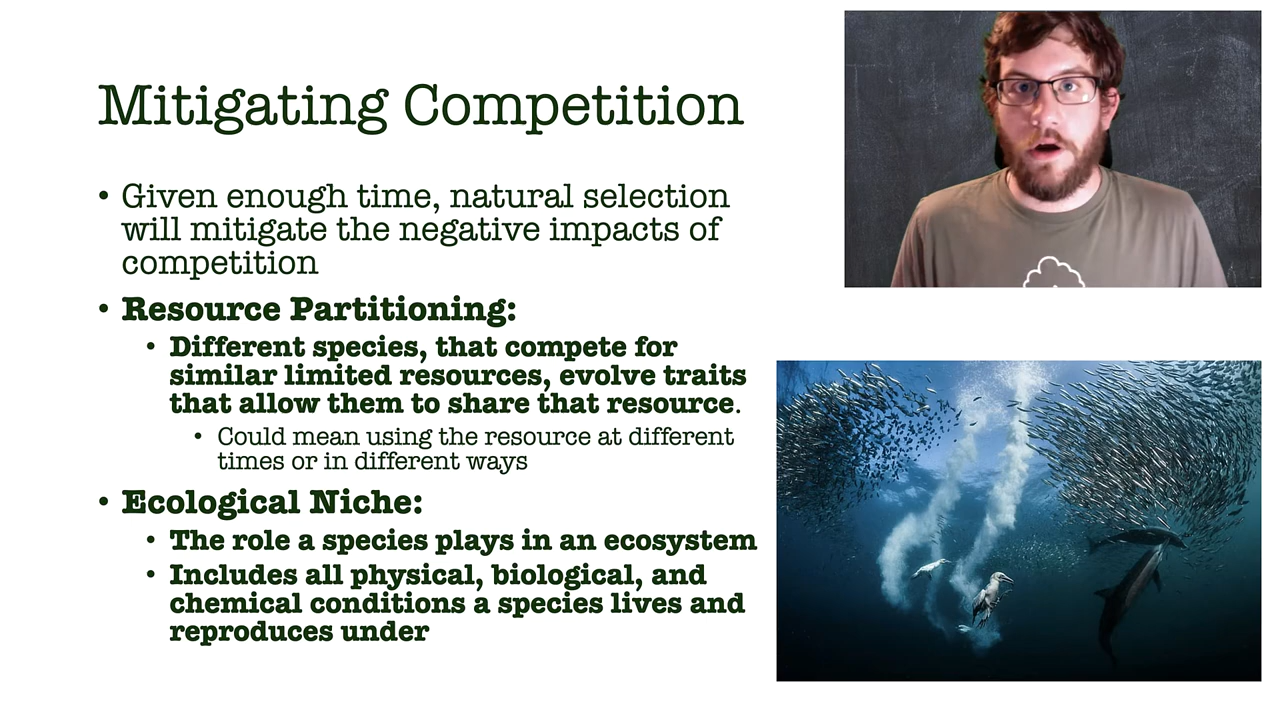 Mitigating Competition
• Given enough time, natural selection
will mitigate the negative impacts of
competition
• Resource Partitioning:
• Different species, that compete for
similar limited resources, evolve traits
that allow them to share that resource.
• Could mean using the resource at different
times or in different ways
• Ecological Niche:
• The role a species plays in an ecosystem
• Includes all physical, biological, and
chemical conditions a species lives and
reproduces under